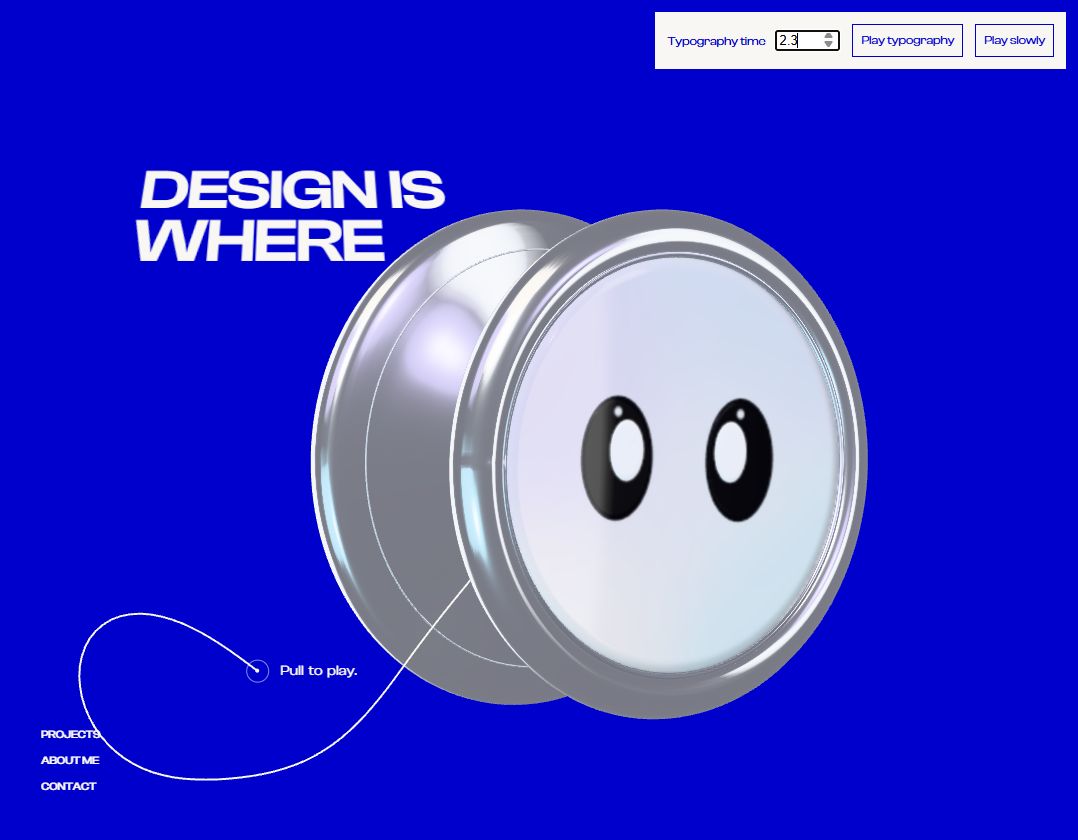 Typography time 2.3 Play typography Play slowly
DESIGN IS
WHERE
Pull to play.
PROJECTS
ABOUT ME
CONTACT